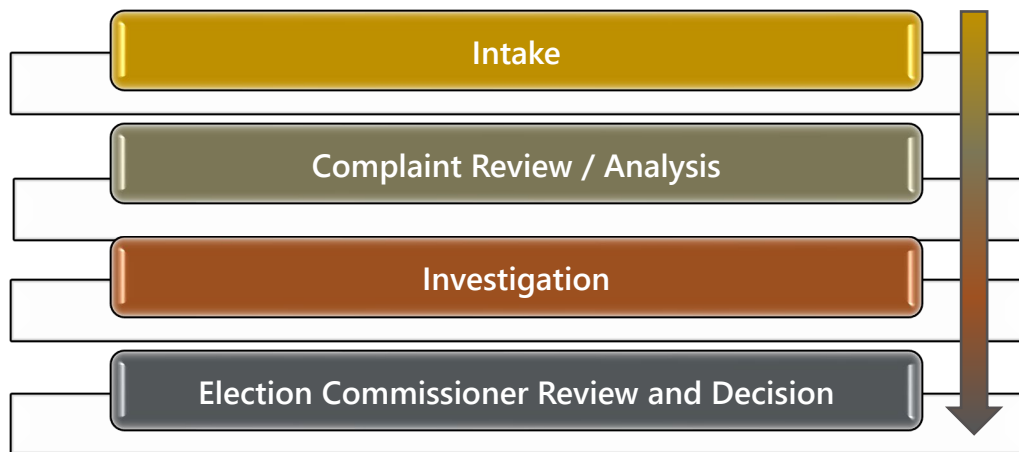 Intake
Complaint Review / Analysis
Investigation
Election Commissioner Review and Decision